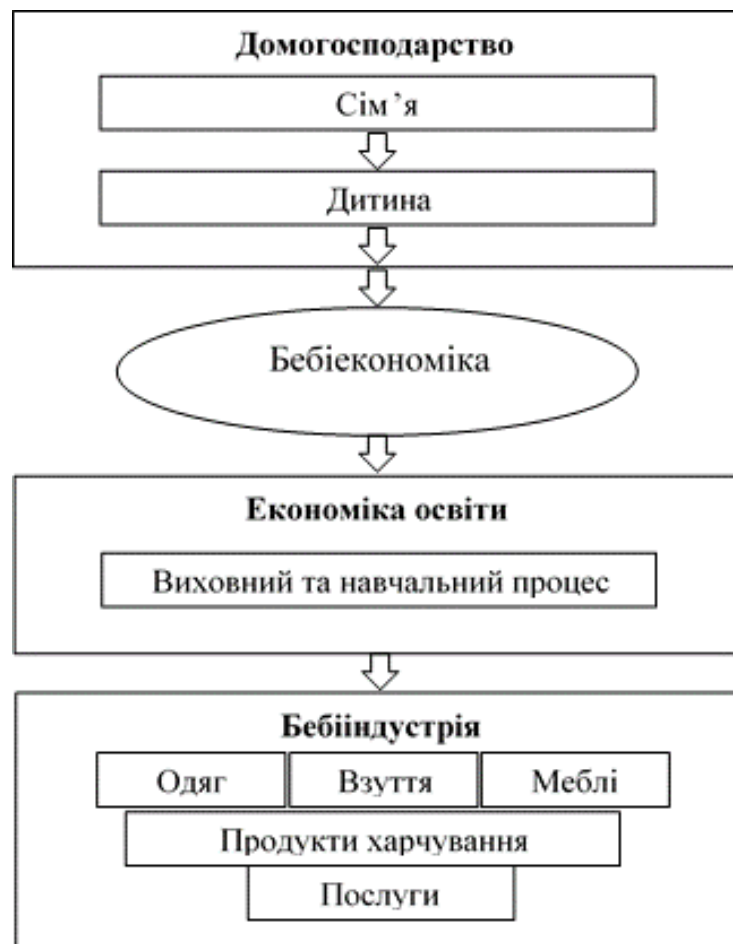 Домогосподарство
Сім’я
Дитина
Бебіекономіка
Економіка освіти
Виховний та навчальний процес
Бебііндустрія
Одяг
Взуття
Меблі
Продукти харчування
Послуги